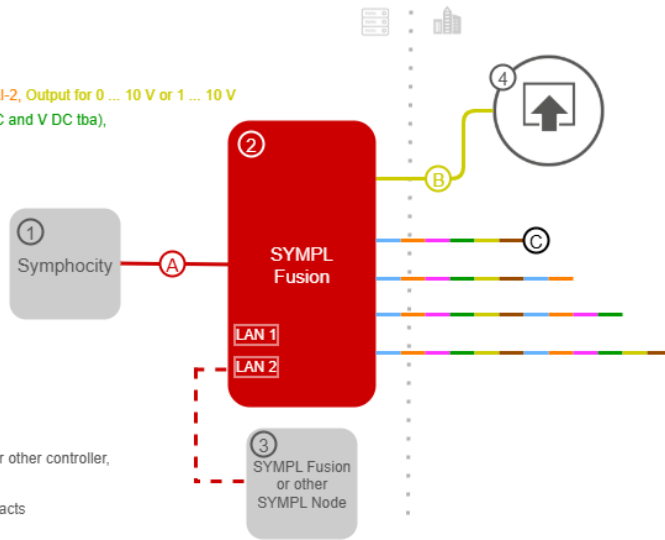 I-2, Output for 0 ... 10 V or 1 ... 10 V
C and V DC tba),
4
2
B
1
Symphocity
A
SYMPL
Fusion
C
LAN 1
LAN 2
3
SYMPL Fusion
or other
SYMPL Node
r other controller,
acts